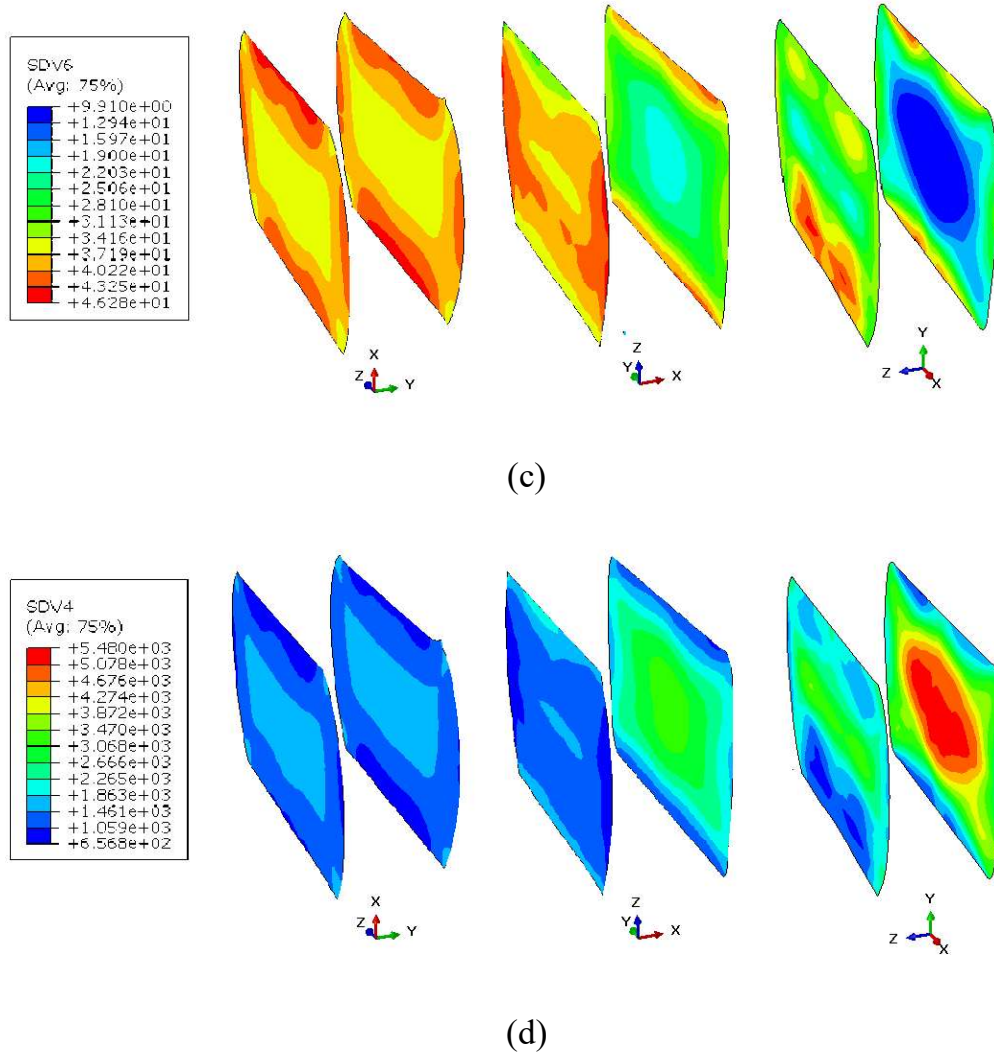 SDV6
(Avg: 75%)
+9.910e+00
+1.294e+01
+1.597e+01
+1.900e+01
+2.203e+01
+2.506e+01
+2.810e+01
+3.113e+01
+3.416e+01
+3.719e+01
+4.022e+01
+4.325e+01
+4.628e+01
X
Z
Y
Z
Y
X
Y
Z
X
(c)
SDV4
(Avg: 75%)
+5.480e+03
+5.078e+03
+4.676e+03
+4.274e+03
+3.872e+03
+3.470e+03
+3.068e+03
+2.666e+03
+2.265e+03
+1.863e+03
+1.461e+03
+1.059e+03
+6.568e+02
X
Z
Y
Z
Y
X
Y
Z
X
(d)